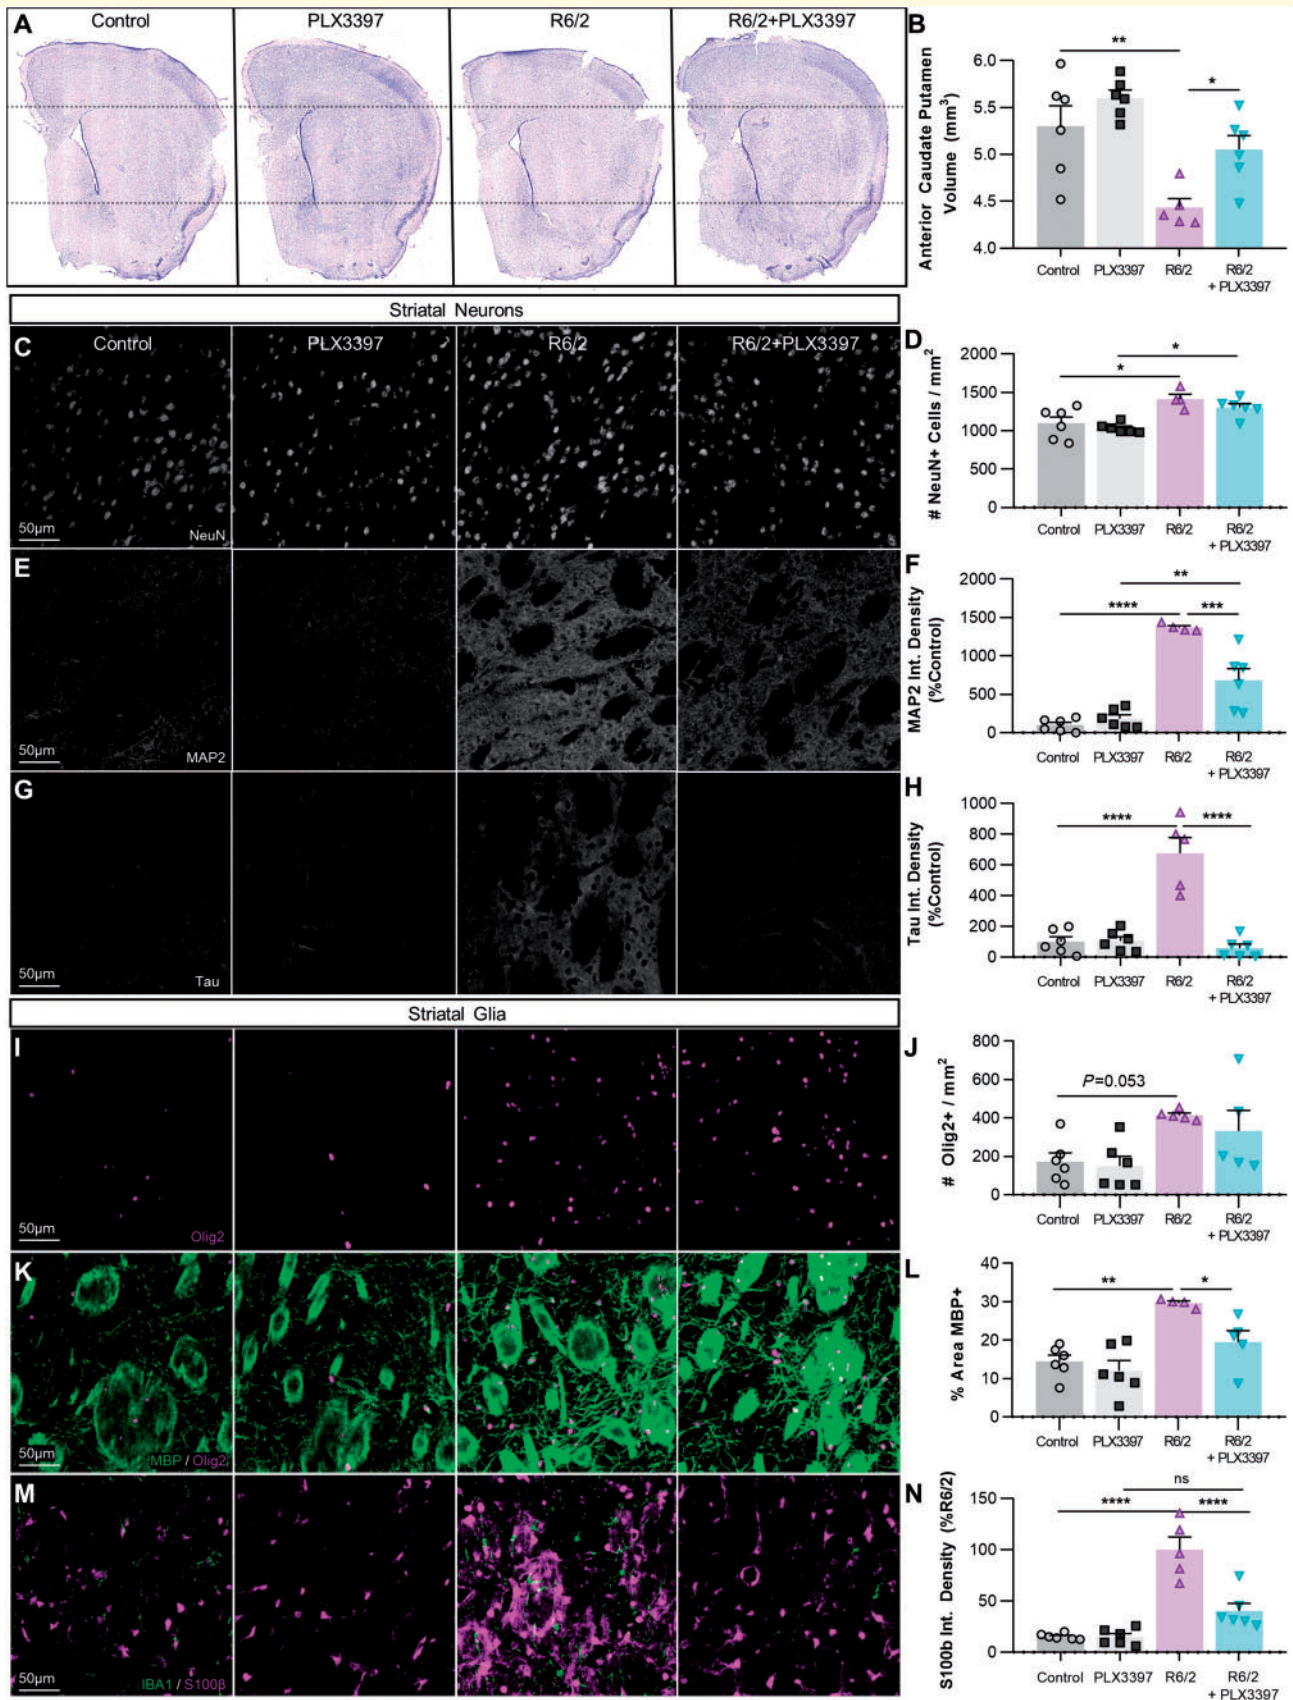 A
Control
PLX3397
R6/2
R6/2+PLX3397
B
Anterior Caudate Putamen
Volume (mm³)
6.0
5.5
5.0
4.5
4.0
**
*
Control
PLX3397
R6/2
R6/2
+ PLX3397
Striatal Neurons
C
Control
PLX3397
R6/2
R6/2+PLX3397
50µm
NeuN
D
# NeuN+ Cells / mm²
2000
1500
1000
500
0
*
*
Control
PLX3397
R6/2
R6/2
+ PLX3397
E
50µm
MAP2
F
MAP2 Int. Density
(%Control)
2000
1500
1000
500
0
**
****
***
Control
PLX3397
R6/2
R6/2
+ PLX3397
G
50µm
Tau
H
Tau Int. Density
(%Control)
1000
800
600
400
200
0
****
****
Control
PLX3397
R6/2
R6/2
+ PLX3397
Striatal Glia
I
50µm
Olig2
J
# Olig2+ / mm²
800
600
400
200
0
P=0.053
Control
PLX3397
R6/2
R6/2
+ PLX3397
K
50µm
MBP / Olig2
L
% Area MBP+
40
30
20
10
0
**
*
Control
PLX3397
R6/2
R6/2
+ PLX3397
M
50µm
IBA1 / S100β
N
S100b Int. Density (%R6/2)
150
100
50
0
ns
****
****
Control
PLX3397
R6/2
R6/2
+ PLX3397